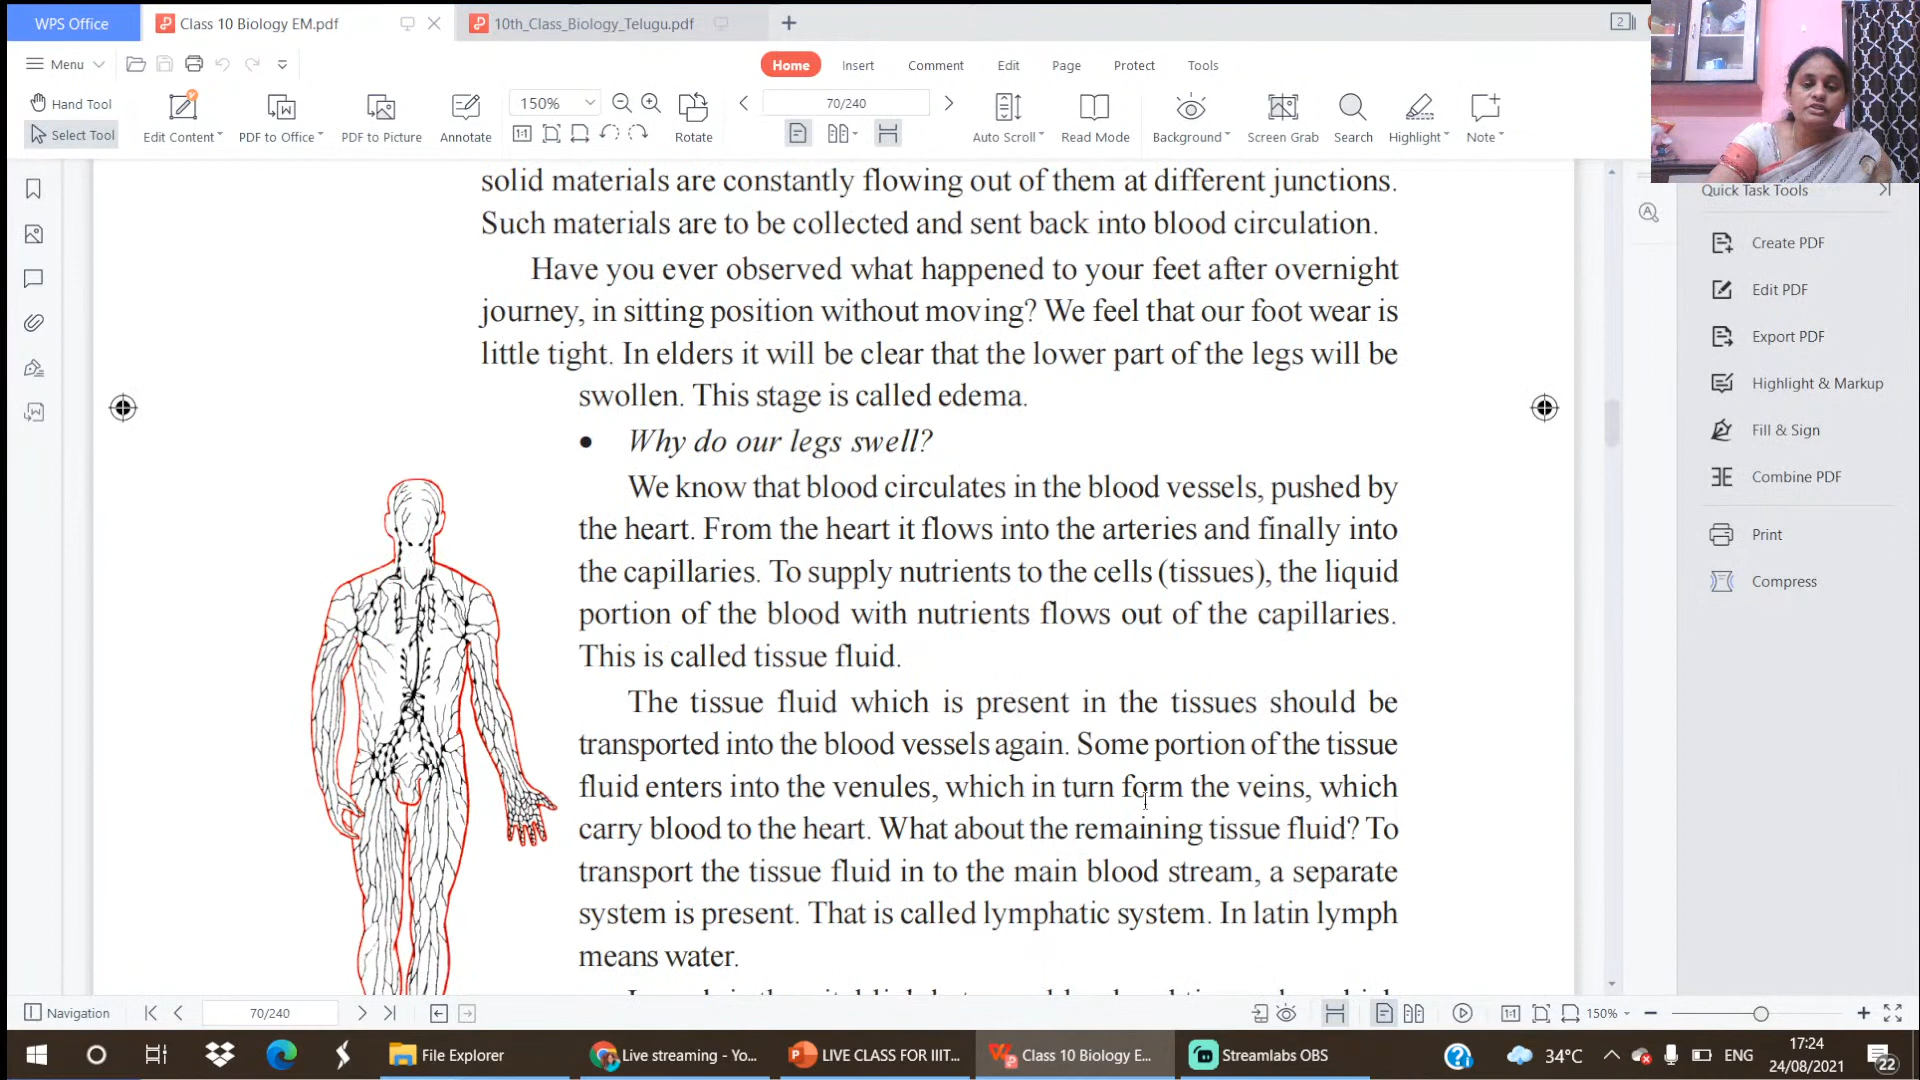 WPS Office
Class 10 Biology EM.pdf
10th_Class_Biology_Telugu.pdf
2
Menu
Home
Insert
Comment
Edit
Page
Protect
Tools
Hand Tool
Select Tool
Edit Content
PDF to Office
PDF to Picture
Annotate
150%
Rotate
70/240
Auto Scroll
Read Mode
Background
Screen Grab
Search
Highlight
Note
solid materials are constantly flowing out of them at different junctions.
Such materials are to be collected and sent back into blood circulation.
Have you ever observed what happened to your feet after overnight
journey, in sitting position without moving? We feel that our foot wear is
little tight. In elders it will be clear that the lower part of the legs will be
swollen. This stage is called edema.
• Why do our legs swell?
We know that blood circulates in the blood vessels, pushed by
the heart. From the heart it flows into the arteries and finally into
the capillaries. To supply nutrients to the cells (tissues), the liquid
portion of the blood with nutrients flows out of the capillaries.
This is called tissue fluid.
The tissue fluid which is present in the tissues should be
transported into the blood vessels again. Some portion of the tissue
fluid enters into the venules, which in turn form the veins, which
carry blood to the heart. What about the remaining tissue fluid? To
transport the tissue fluid in to the main blood stream, a separate
system is present. That is called lymphatic system. In latin lymph
means water.
Quick Task Tools
Create PDF
Edit PDF
Export PDF
Highlight & Markup
Fill & Sign
Combine PDF
Print
Compress
Navigation
70/240
150%
File Explorer
Live streaming - Yo...
LIVE CLASS FOR IIIT...
Class 10 Biology E...
Streamlabs OBS
34°C
ENG
17:24
24/08/2021
22